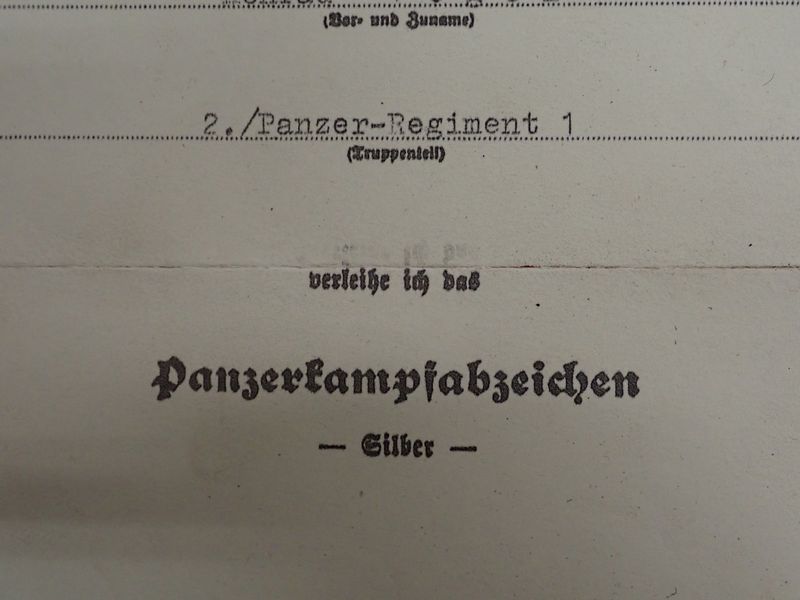 (Vor- und Zuname)
2./Panzer-Regiment 1
(Truppenteil)
verleihe ich das
Panzerkampfabzeichen
— Silber —